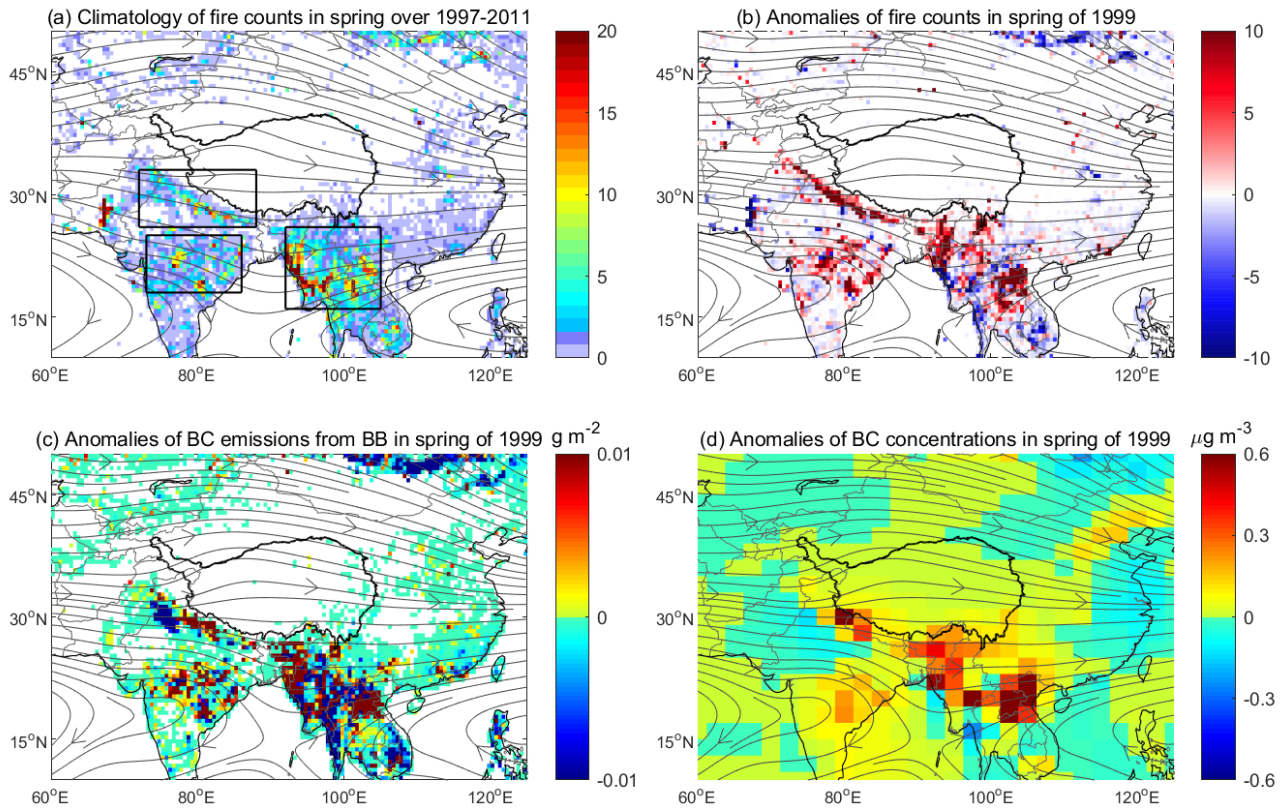 (a) Climatology of fire counts in spring over 1997-2011
(b) Anomalies of fire counts in spring of 1999
45°N
30°N
15°N
60°E
80°E
100°E
120°E
20
15
10
5
0
45°N
30°N
15°N
60°E
80°E
100°E
120°E
10
5
0
-5
-10
(c) Anomalies of BC emissions from BB in spring of 1999
g m⁻²
(d) Anomalies of BC concentrations in spring of 1999
μg m⁻³
45°N
30°N
15°N
60°E
80°E
100°E
120°E
0.01
0
-0.01
45°N
30°N
15°N
60°E
80°E
100°E
120°E
0.6
0.3
0
-0.3
-0.6